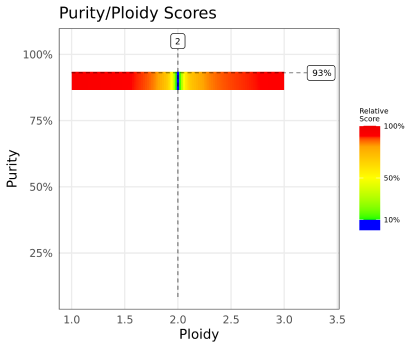 Purity/Ploidy Scores
2
100%
93%
75%
50%
25%
Purity
1.0 1.5 2.0 2.5 3.0 3.5
Ploidy
Relative
Score
100%
50%
10%